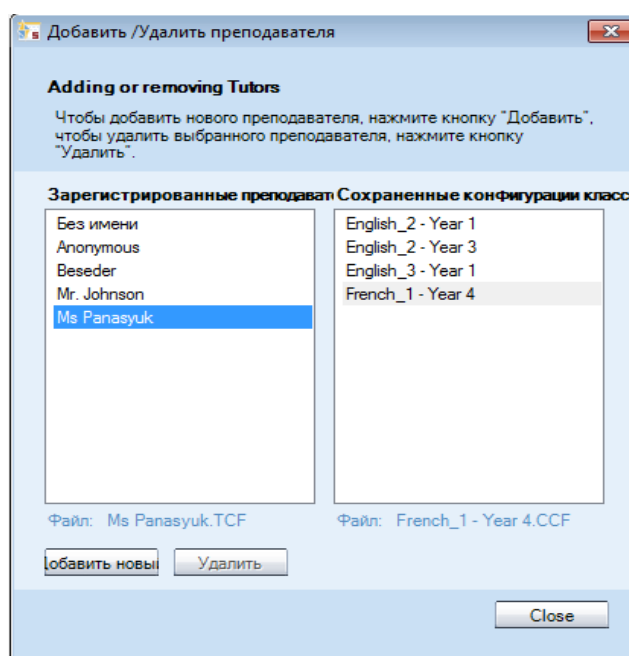 Добавить /Удалить преподавателя
Adding or removing Tutors
Чтобы добавить нового преподавателя, нажмите кнопку "Добавить",
чтобы удалить выбранного преподавателя, нажмите кнопку
"Удалить".
Зарегистрированные преподават
Без имени
Anonymous
Beseder
Mr. Johnson
Ms Panasyuk
Файл: Ms Panasyuk.TCF
Сохраненные конфигурации класс
English_2 - Year 1
English_2 - Year 3
English_3 - Year 1
French_1 - Year 4
Файл: French_1 - Year 4.CCF
обавить новы
Удалить
Close